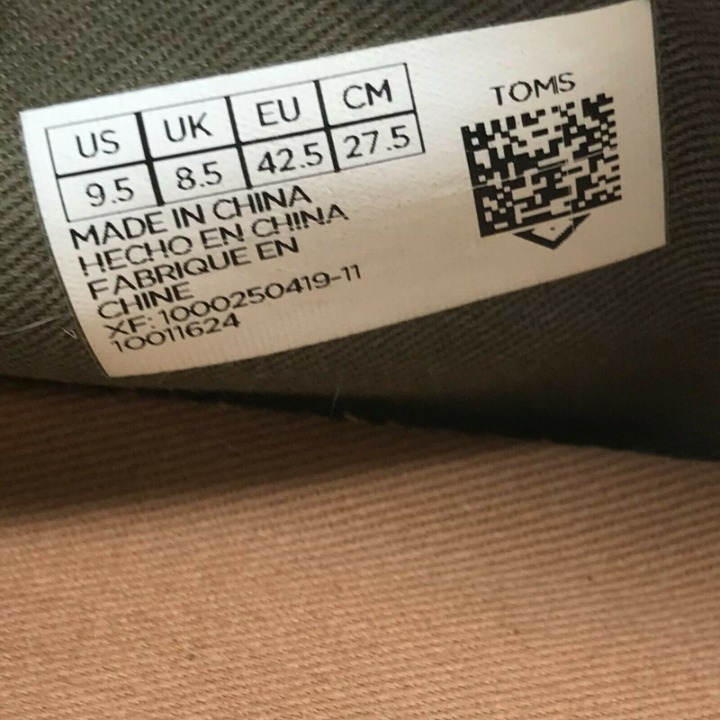 US UK EU CM
9.5 8.5 42.5 27.5
MADE IN CHINA
HECHO EN CHINA
FABRIQUE EN
CHINE
XF: 1000250419-11
10011624
TOMS